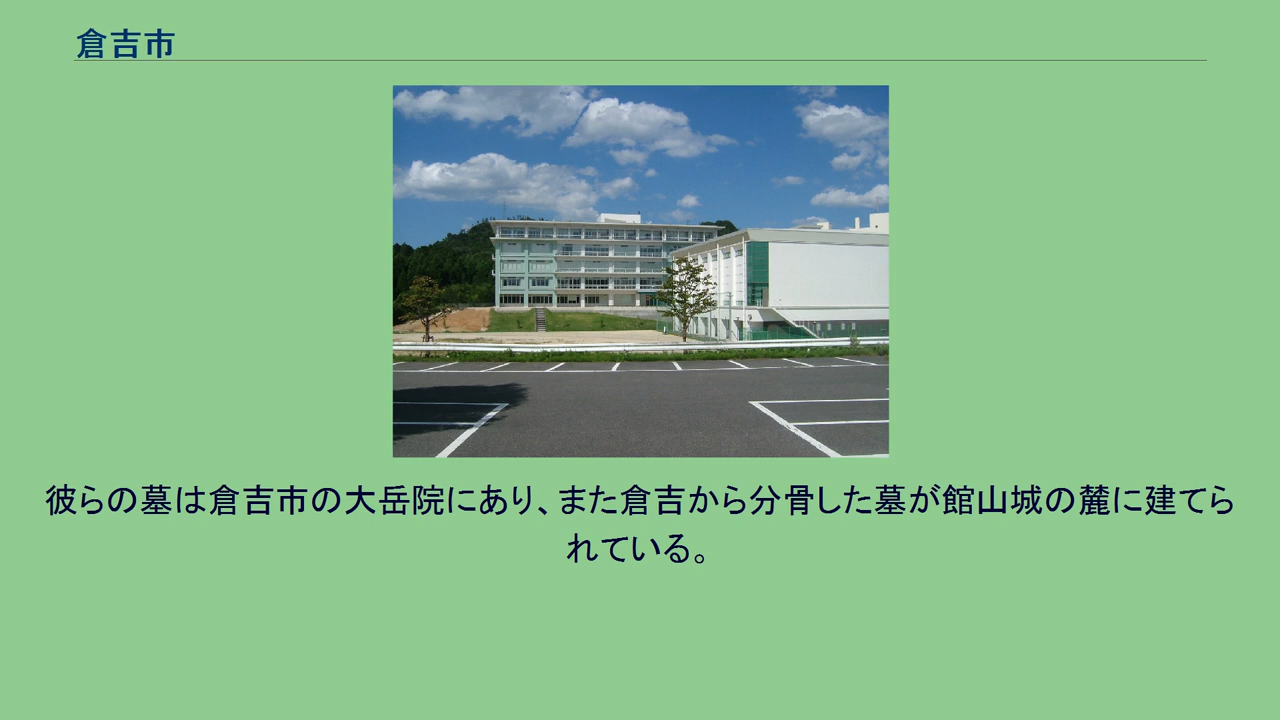 倉吉市
彼らの墓は倉吉市の大岳院にあり、また倉吉から分骨した墓が館山城の麓に建てら
れている。